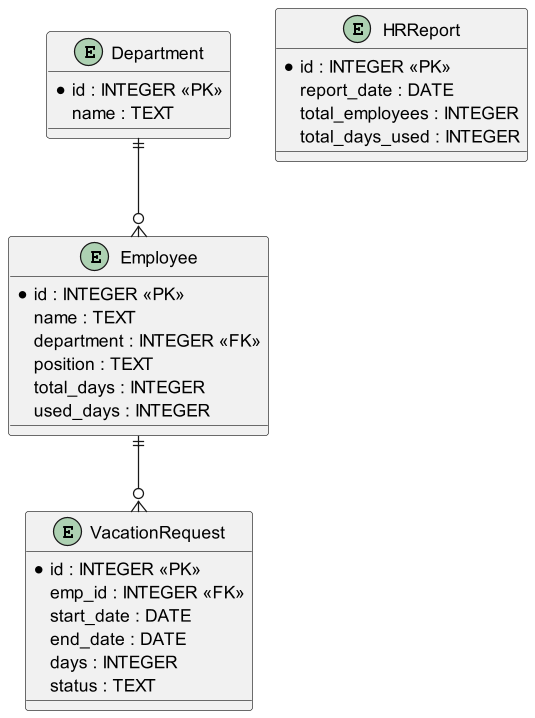 E Department
id : INTEGER «PK»
name : TEXT
E HRReport
id : INTEGER «PK»
report_date : DATE
total_employees : INTEGER
total_days_used : INTEGER
E Employee
id : INTEGER «PK»
name : TEXT
department : INTEGER «FK»
position : TEXT
total_days : INTEGER
used_days : INTEGER
E VacationRequest
id : INTEGER «PK»
emp_id : INTEGER «FK»
start_date : DATE
end_date : DATE
days : INTEGER
status : TEXT